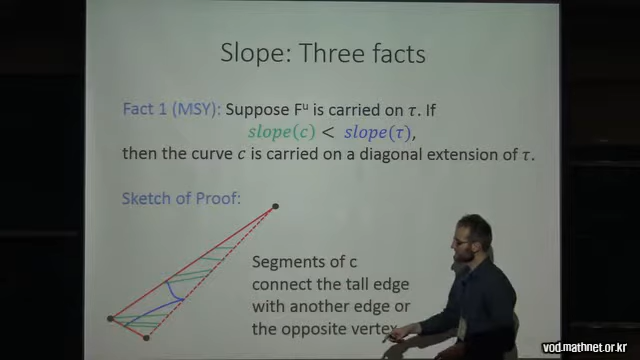 Slope: Three facts
Fact 1 (MSY): Suppose Fᵘ is carried on τ. If
slope(c) < slope(τ),
then the curve c is carried on a diagonal extension of τ.
Sketch of Proof:
Segments of c
connect the tall edge
with another edge or
the opposite vertex
vod.mathnet.or.kr